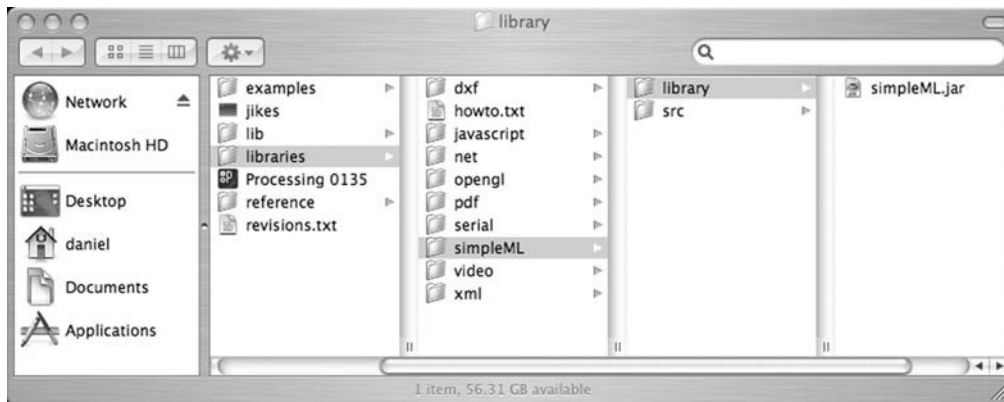 library
Network
Macintosh HD
Desktop
daniel
Documents
Applications
examples
jikes
lib
libraries
Processing 0135
reference
revisions.txt
dxf
howto.txt
javascript
net
opengl
pdf
serial
simpleML
video
xml
library
src
simpleML.jar
1 item, 56.31 GB available